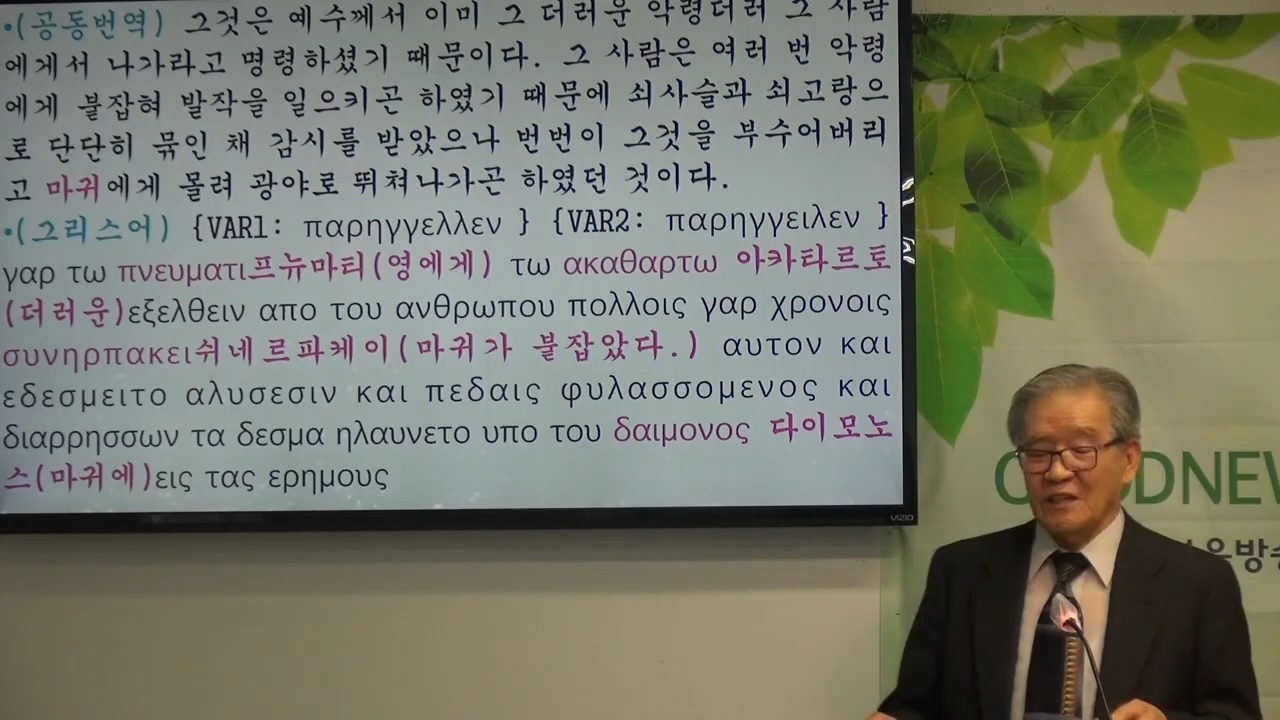 •(공동번역) 그것은 예수께서 이미 그 더러운 악령더러 그 사람
에게서 나가라고 명령하셨기 때문이다. 그 사람은 여러 번 악령
에게 붙잡혀 발작을 일으키곤 하였기 때문에 쇠사슬과 쇠고랑으
로 단단히 묶인 채 감시를 받았으나 번번이 그것을 부수어버리
고 마귀에게 몰려 광야로 뛰쳐나가곤 하였던 것이다.
•(그리스어) {VAR1: παρηγγελλεν } {VAR2: παρηγγειλεν }
γαρ τω πνευματι프뉴마티(영에게) τω ακαθαρτω 아카타르토
(더러운)εξελθειν απο του ανθρωπου πολλοις γαρ χρονοις
συνηρπακει쉬네르파케이(마귀가 붙잡았다.) αυτον και
εδεσμειτο αλυσεσιν και πεδαις φυλασσομενος και
διαρρησσων τα δεσμα ηλαυνετο υπο του δαιμονος 다이모노
스(마귀에)εις τας ερημους
VIZIO
DNEW
방송